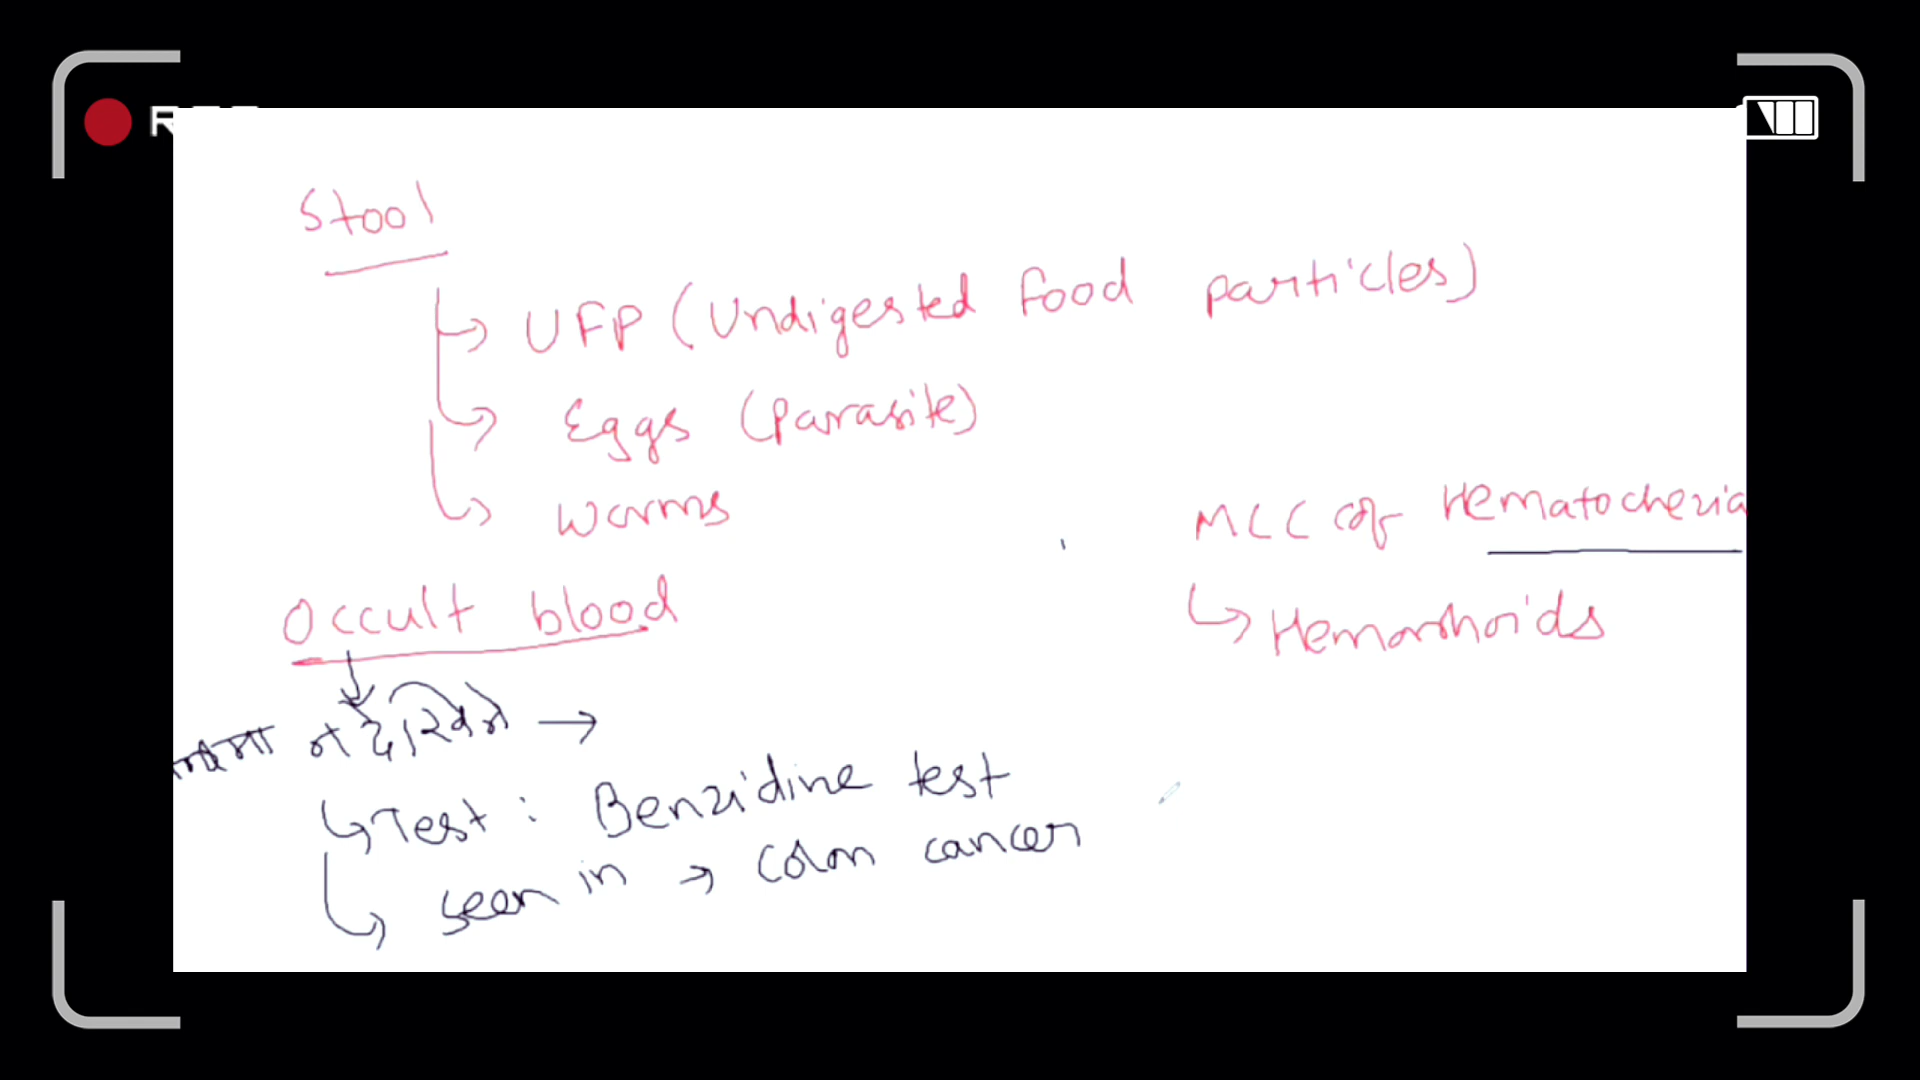 Stool
UFP (Undigested food particles)
Eggs (Parasite)
Worms
MCC of Hematochezia
Hemorrhoids
Occult blood
न देखिने →
Test : Benzidine test
seen in → Colon cancer